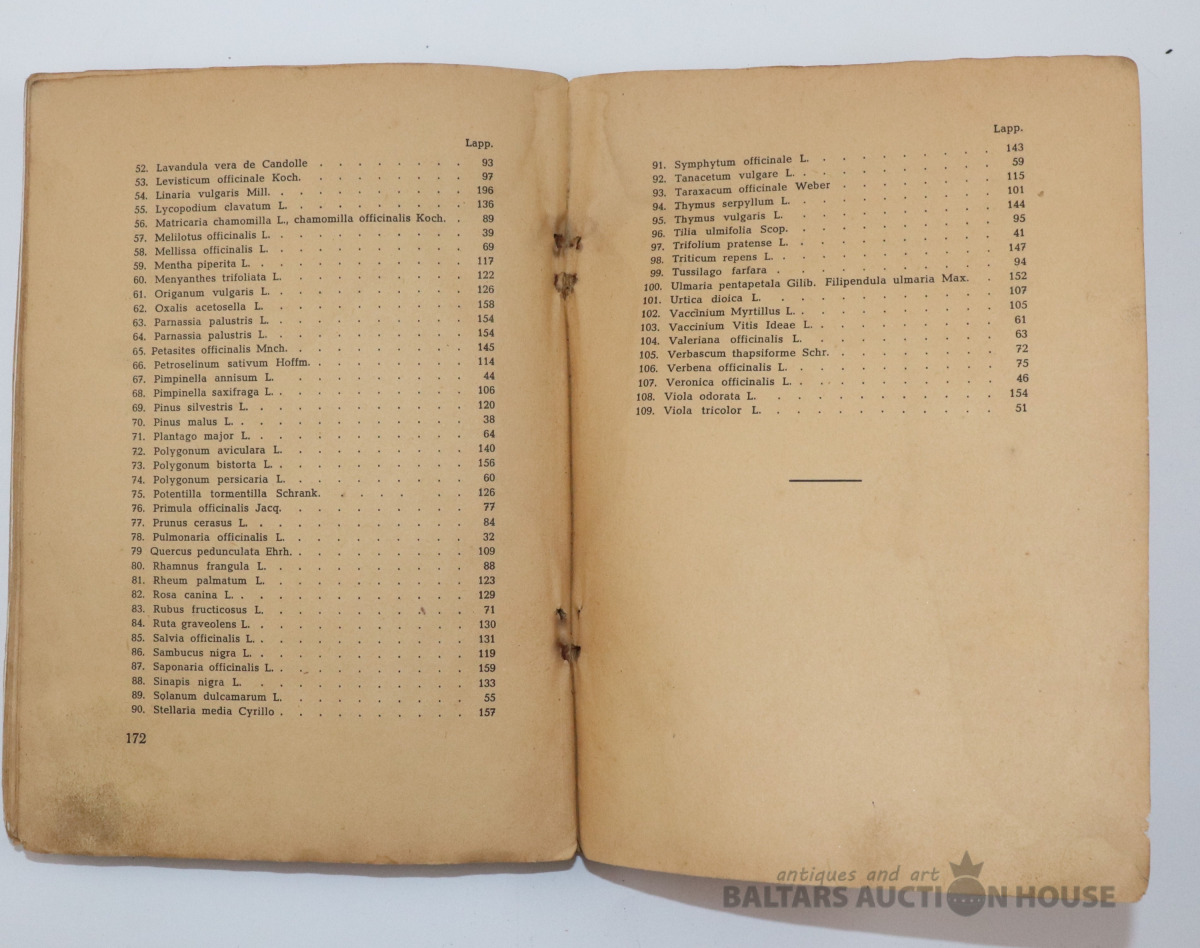 Lapp.
52. Lavandula vera de Candolle . . . . . . . 93
53. Levisticum officinale Koch. . . . . . . . 97
54. Linaria vulgaris Mill. . . . . . . . . 196
55. Lycopodium clavatum L. . . . . . . . 136
56. Matricaria chamomilla L., chamomilla officinalis Koch. . 89
57. Melilotus officinalis L. . . . . . . . . 39
58. Mellissa officinalis L. . . . . . . . . 69
59. Mentha piperita L. . . . . . . . . . 117
60. Menyanthes trifoliata L. . . . . . . . 122
61. Origanum vulgaris L. . . . . . . . . 126
62. Oxalis acetosella L. . . . . . . . . 158
63. Parnassia palustris L. . . . . . . . . 154
64. Parnassia palustris L. . . . . . . . . 154
65. Petasites officinalis Mnch. . . . . . . . 145
66. Petroselinum sativum Hoffm. . . . . . . 114
67. Pimpinella annisum L. . . . . . . . 44
68. Pimpinella saxifraga L. . . . . . . . . 106
69. Pinus silvestris L. . . . . . . . . . 120
70. Pinus malus L. . . . . . . . . . 38
71. Plantago major L. . . . . . . . . . 64
72. Polygonum aviculara L. . . . . . . . 140
73. Polygonum bistorta L. . . . . . . . . 156
74. Polygonum persicaria L. . . . . . . . 60
75. Potentilla tormentilla Schrank. . . . . . 126
76. Primula officinalis Jacq. . . . . . . . 77
77. Prunus cerasus L. . . . . . . . . . 84
78. Pulmonaria officinalis L. . . . . . . . 32
79 Quercus pedunculata Ehrh. . . . . . . . 109
80. Rhamnus frangula L. . . . . . . . . 88
81. Rheum palmatum L. . . . . . . . . 123
82. Rosa canina L. . . . . . . . . . 129
83. Rubus fructicosus L. . . . . . . . . 71
84. Ruta graveolens L. . . . . . . . . . 130
85. Salvia officinalis L. . . . . . . . . . 131
86. Sambucus nigra L. . . . . . . . . . 119
87. Saponaria officinalis L. . . . . . . . . 159
88. Sinapis nigra L. . . . . . . . . . 133
89. Solanum dulcamarum L. . . . . . . . 55
90. Stellaria media Cyrillo . . . . . . . . 157
172
Lapp.
91. Symphytum officinale L. . . . . . . . 143
92. Tanacetum vulgare L. . . . . . . . . 59
93. Taraxacum officinale Weber . . . . . . . 115
94. Thymus serpyllum L. . . . . . . . . 101
95. Thymus vulgaris L. . . . . . . . . 144
96. Tilia ulmifolia Scop. . . . . . . . . 95
97. Trifolium pratense L. . . . . . . . . 41
98. Triticum repens L. . . . . . . . . . 147
99. Tussilago farfara . . . . . . . . . 94
100. Ulmaria pentapetala Gilib. Filipendula ulmaria Max. 152
101. Urtica dioica L. . . . . . . . . . 107
102. Vaccinium Myrtillus L. . . . . . . . . 105
103. Vaccinium Vitis Ideae L. . . . . . . . 61
104. Valeriana officinalis L. . . . . . . . 63
105. Verbascum thapsiforme Schr. . . . . . . 72
106. Verbena officinalis L. . . . . . . . . 75
107. Veronica officinalis L. . . . . . . . . 46
108. Viola odorata L. . . . . . . . . . 154
109. Viola tricolor L. . . . . . . . . . 51
antiques and art
BALTARS AUCTION HOUSE